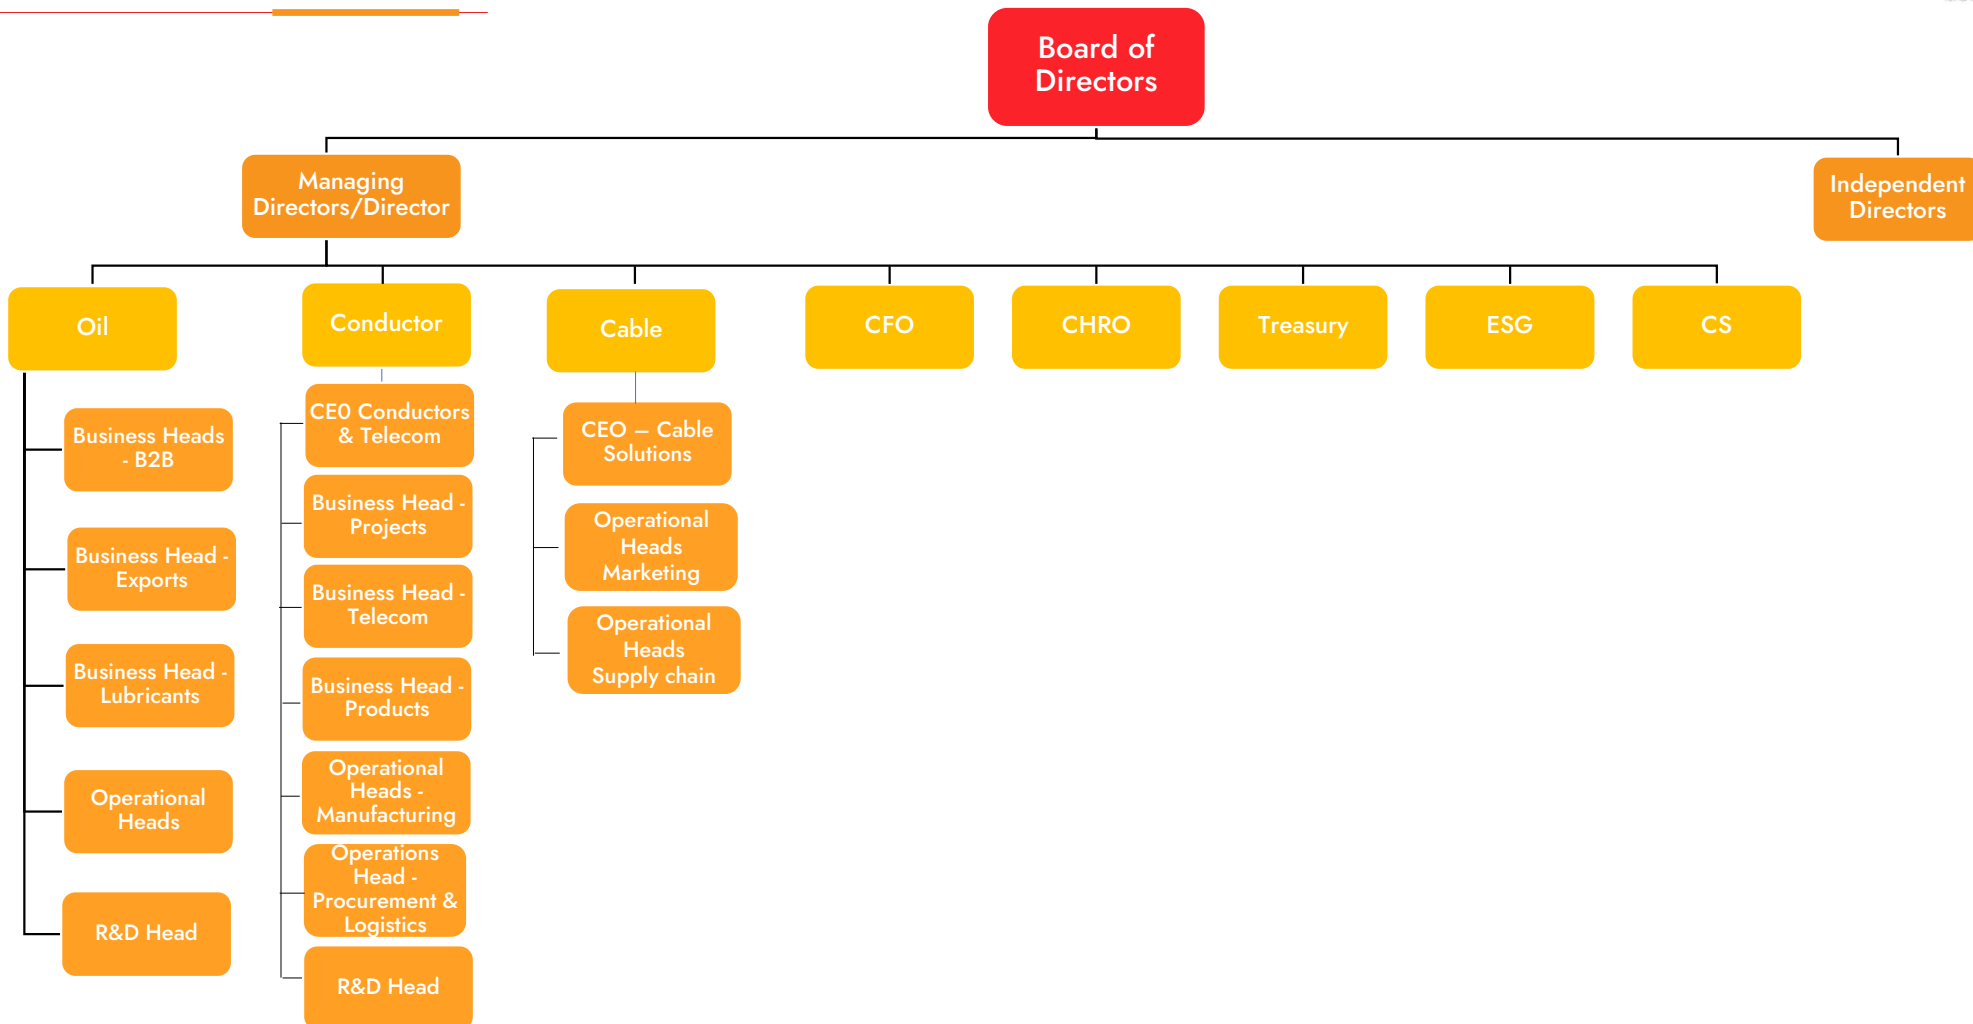 Board of
Directors
Managing
Directors/Director
Independent
Directors
Oil
Conductor
Cable
CFO
CHRO
Treasury
ESG
CS
Business Heads
- B2B
Business Head -
Exports
Business Head -
Lubricants
Operational
Heads
R&D Head
CE0 Conductors
& Telecom
Business Head -
Projects
Business Head -
Telecom
Business Head -
Products
Operational
Heads -
Manufacturing
Operations
Head -
Procurement &
Logistics
R&D Head
CEO – Cable
Solutions
Operational
Heads
Marketing
Operational
Heads
Supply chain